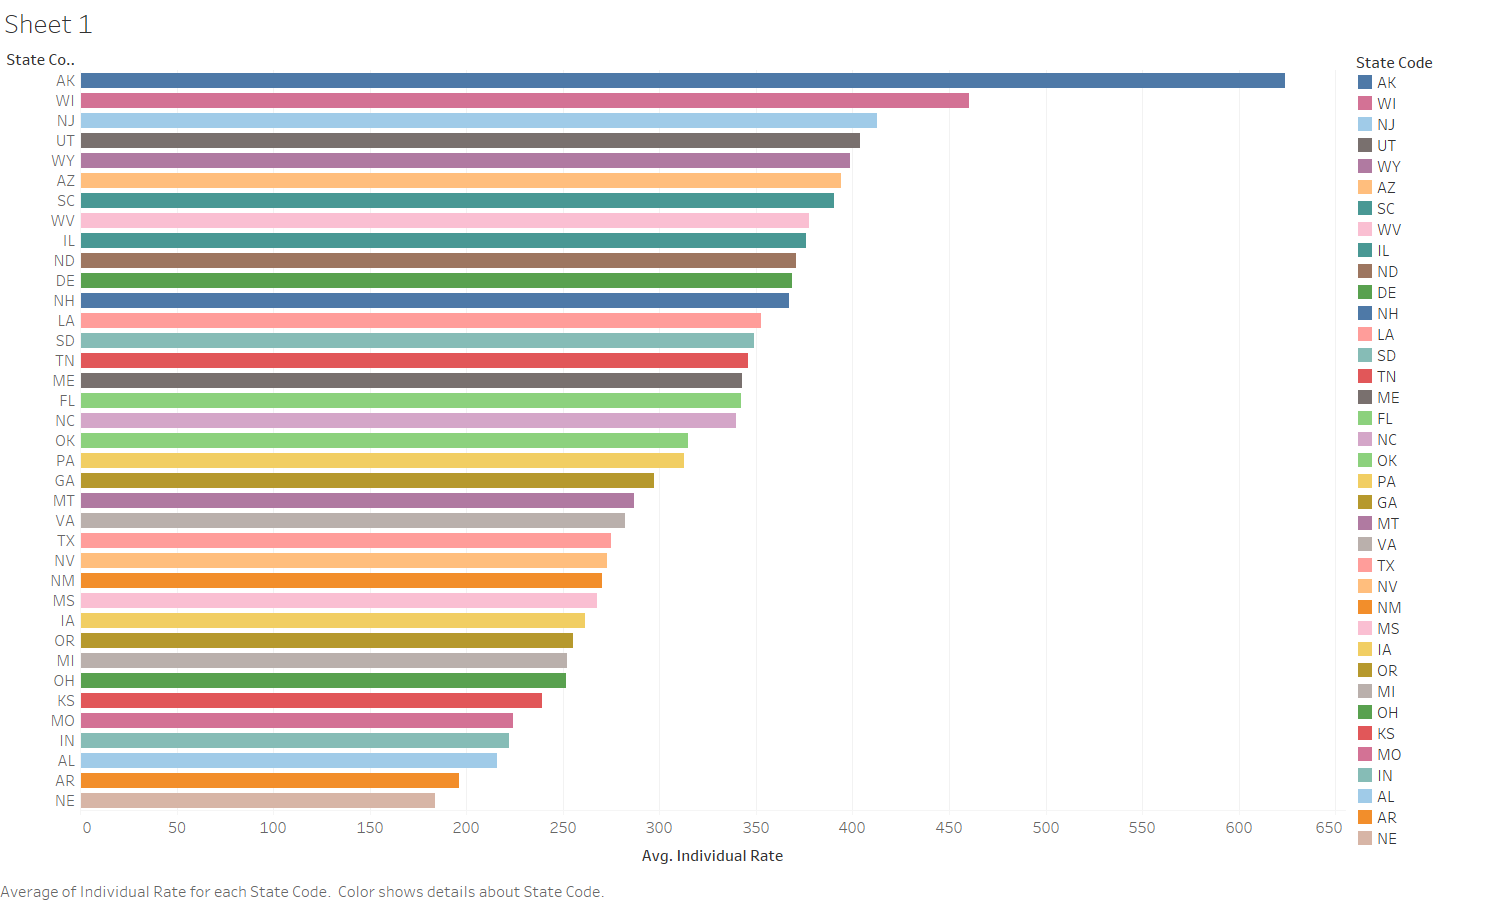 Sheet 1
State Co..
AK
WI
NJ
UT
WY
AZ
SC
WV
IL
ND
DE
NH
LA
SD
TN
ME
FL
NC
OK
PA
GA
MT
VA
TX
NV
NM
MS
IA
OR
MI
OH
KS
MO
IN
AL
AR
NE
0 50 100 150 200 250 300 350 400 450 500 550 600 650
Avg. Individual Rate
State Code
AK
WI
NJ
UT
WY
AZ
SC
WV
IL
ND
DE
NH
LA
SD
TN
ME
FL
NC
OK
PA
GA
MT
VA
TX
NV
NM
MS
IA
OR
MI
OH
KS
MO
IN
AL
AR
NE
Average of Individual Rate for each State Code.  Color shows details about State Code.